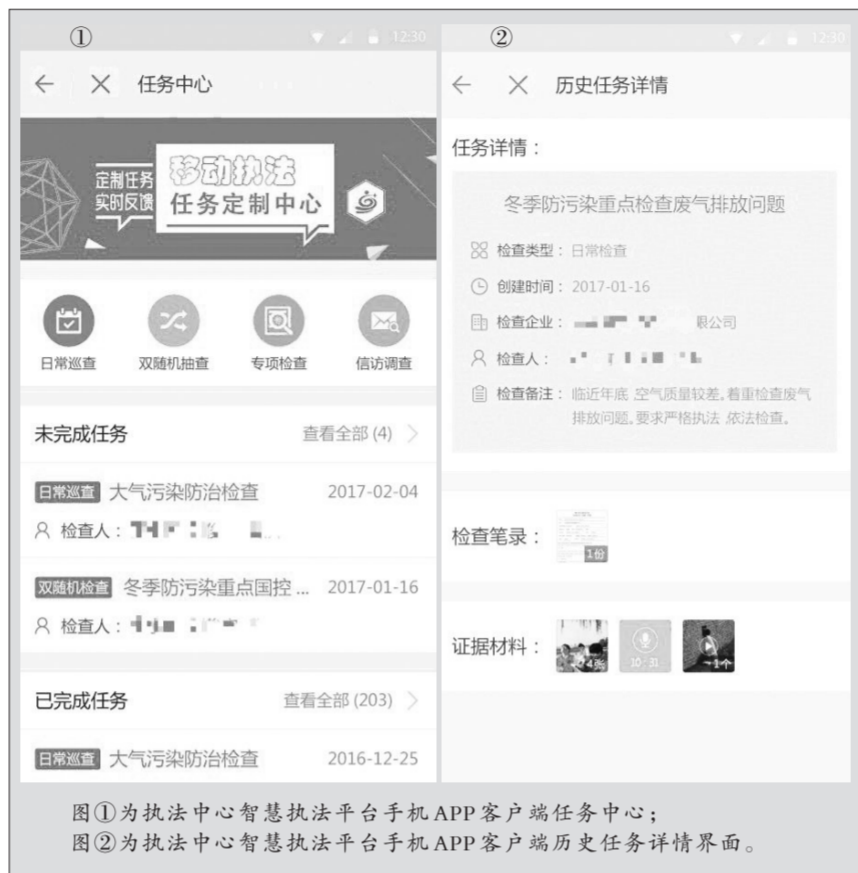 ①
12:30
任务中心
定制任务
实时反馈
移动执法
任务定制中心
日常巡查
双随机抽查
专项检查
信访调查
未完成任务
查看全部(4)
日常巡查 大气污染防治检查 2017-02-04
检查人:
双随机检查 冬季防污染重点国控... 2017-01-16
检查人:
已完成任务
查看全部(203)
日常巡查 大气污染防治检查 2016-12-25
②
12:30
历史任务详情
任务详情:
冬季防污染重点检查废气排放问题
检查类型:日常检查
创建时间:2017-01-16
检查企业: 限公司
检查人:
检查备注:临近年底,空气质量较差,着重检查废气
排放问题,要求严格执法,依法检查。
检查笔录:
1份
证据材料:
4张
10:31
1个
图①为执法中心智慧执法平台手机APP客户端任务中心;
图②为执法中心智慧执法平台手机APP客户端历史任务详情界面。